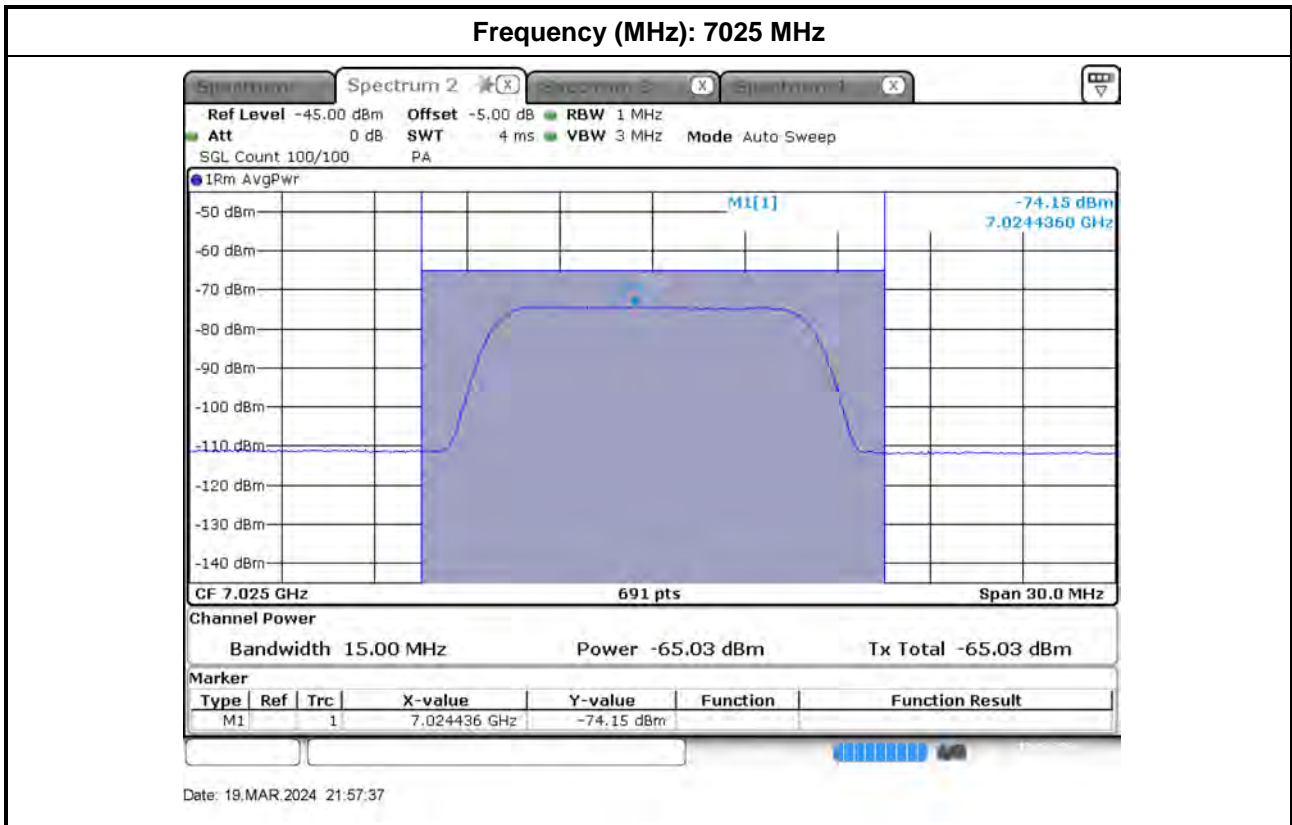 Frequency (MHz): 7025 MHz
Spectrum 2
Ref Level -45.00 dBm Offset -5.00 dB RBW 1 MHz
Att 0 dB SWT 4 ms VBW 3 MHz Mode Auto Sweep
SGL Count 100/100 PA
1Rm AvgPwr
M1[1] -74.15 dBm
7.0244360 GHz
-50 dBm
-60 dBm
-70 dBm
-80 dBm
-90 dBm
-100 dBm
-110 dBm
-120 dBm
-130 dBm
-140 dBm
CF 7.025 GHz 691 pts Span 30.0 MHz
Channel Power
Bandwidth 15.00 MHz Power -65.03 dBm Tx Total -65.03 dBm
Marker
Type Ref Trc X-value Y-value Function Function Result
M1 1 7.024436 GHz -74.15 dBm
Date: 19.MAR.2024 21:57:37